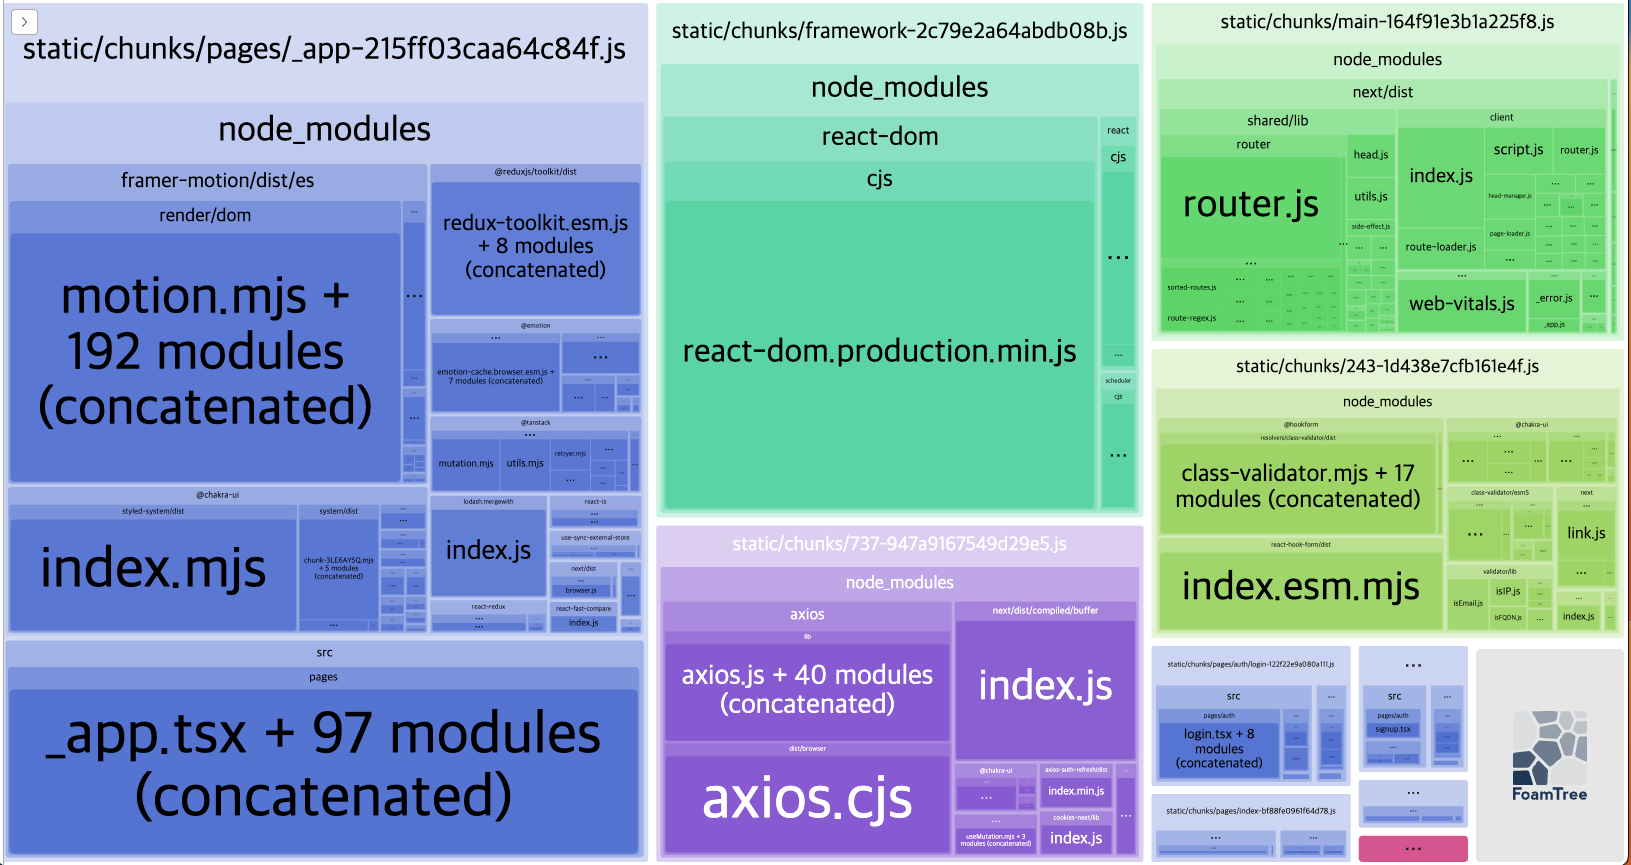 static/chunks/pages/_app-215ff03caa64c84f.js
node_modules
framer-motion/dist/es
render/dom
motion.mjs +
192 modules
(concatenated)
...
...
...
@reduxjs/toolkit/dist
redux-toolkit.esm.js
+ 8 modules
(concatenated)
@emotion
...
emotion-cache.browser.esm.js +
7 modules (concatenated)
...
...
@tanstack
...
mutation.mjs
utils.mjs
retryer.mjs
...
@chakra-ui
styled-system/dist
index.mjs
system/dist
chunk-3LE6AY5Q.mjs
+ 5 modules
(concatenated)
...
lodash.mergewith
index.js
react-is
...
use-sync-external-store
...
next/dist
...
browser.js
react-redux
...
react-fast-compare
index.js
src
pages
_app.tsx + 97 modules
(concatenated)
static/chunks/framework-2c79e2a64abdb08b.js
node_modules
react-dom
cjs
react-dom.production.min.js
react
cjs
...
...
scheduler
cjs
...
static/chunks/737-947a9167549d29e5.js
node_modules
axios
lib
axios.js + 40 modules
(concatenated)
dist/browser
axios.cjs
next/dist/compiled/buffer
index.js
@chakra-ui
...
...
...
useMutation.mjs + 3
modules (concatenated)
axios-auth-refresh/dist
index.min.js
cookies-next/lib
index.js
...
...
static/chunks/main-164f91e3b1a225f8.js
node_modules
next/dist
shared/lib
router
router.js
...
sorted-routes.js
route-regex.js
head.js
utils.js
side-effect.js
...
client
index.js
script.js
router.js
head-manager.js
page-loader.js
route-loader.js
...
web-vitals.js
...
_error.js
_app.js
...
static/chunks/243-1d438e7cfb161e4f.js
node_modules
@hookform
resolvers/class-validator/dist
class-validator.mjs + 17
modules (concatenated)
react-hook-form/dist
index.esm.mjs
@chakra-ui
...
...
class-validator/esm5
...
...
next
link.js
...
validator/lib
isEmail.js
isIP.js
isFQDN.js
...
...
index.js
static/chunks/pages/auth/login-122f22e9a080a111.js
src
pages/auth
login.tsx + 8
modules
(concatenated)
...
...
static/chunks/pages/index-bf88fe0961f64d78.js
...
...
...
src
pages/auth
signup.tsx
...
...
...
...
...
FoamTree